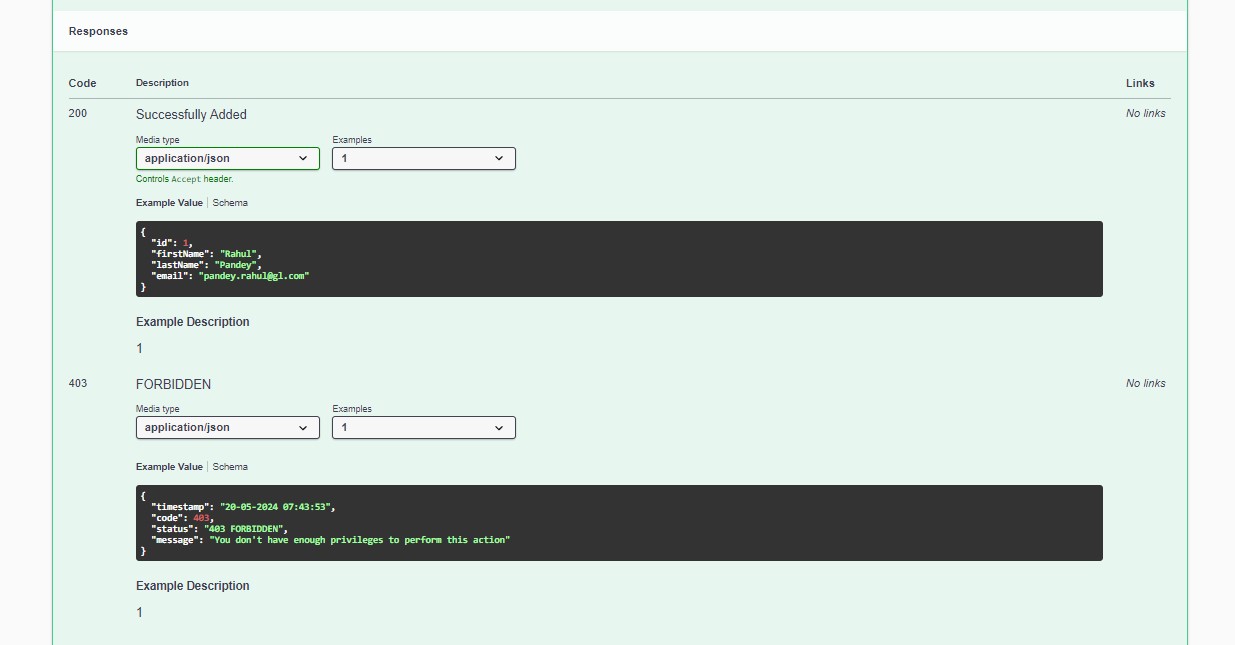 Responses
Code Description Links
200 Successfully Added No links
Media type Examples
application/json 1
Controls Accept header.
Example Value Schema
{
"id": 1,
"firstName": "Rahul",
"lastName": "Pandey",
"email": "pandey.rahul@gl.com"
}
Example Description
1
403 FORBIDDEN No links
Media type Examples
application/json 1
Example Value Schema
{
"timestamp": "20-05-2024 07:43:53",
"code": 403,
"status": "403 FORBIDDEN",
"message": "You don't have enough privileges to perform this action"
}
Example Description
1